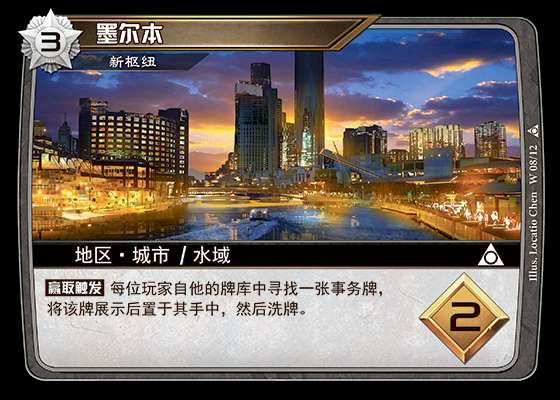 3
墨尔本
新枢纽
Illus. Locatio Chen W 08/12
地区·城市 / 水域
赢取触发 每位玩家自他的牌库中寻找一张事务牌，
将该牌展示后置于其手中，然后洗牌。
2